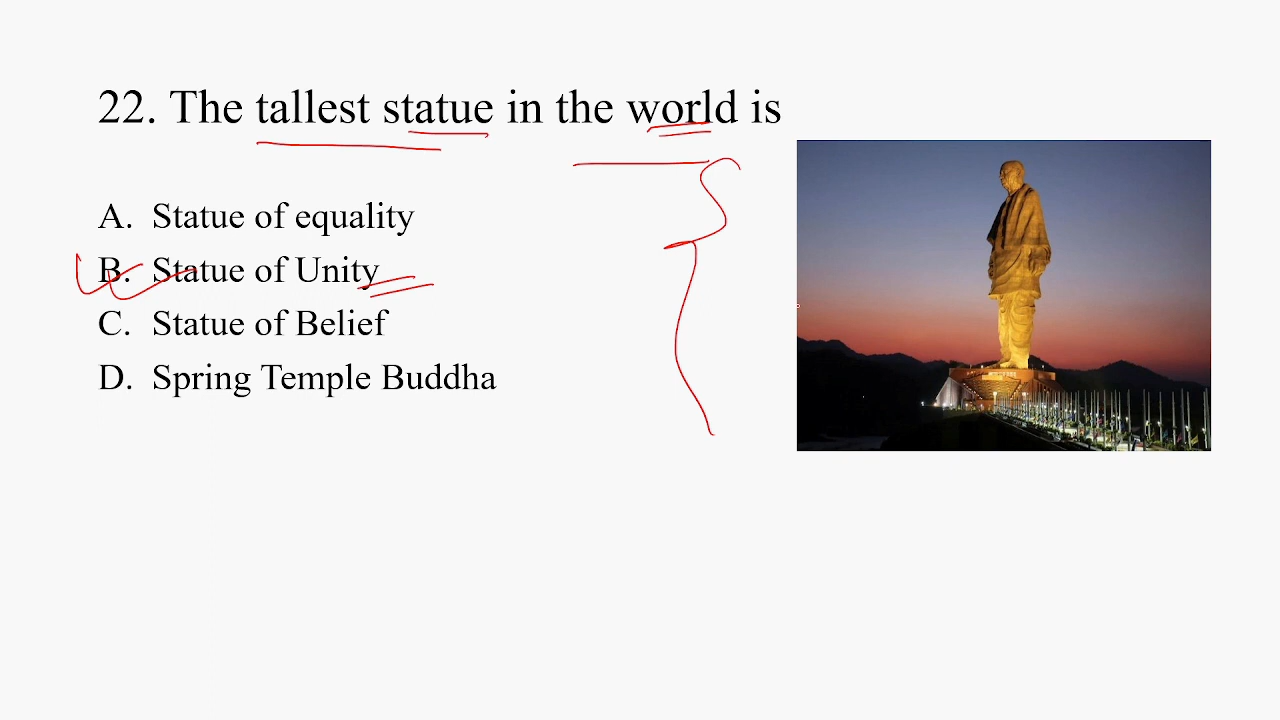 22. The tallest statue in the world is
A. Statue of equality
B. Statue of Unity
C. Statue of Belief
D. Spring Temple Buddha